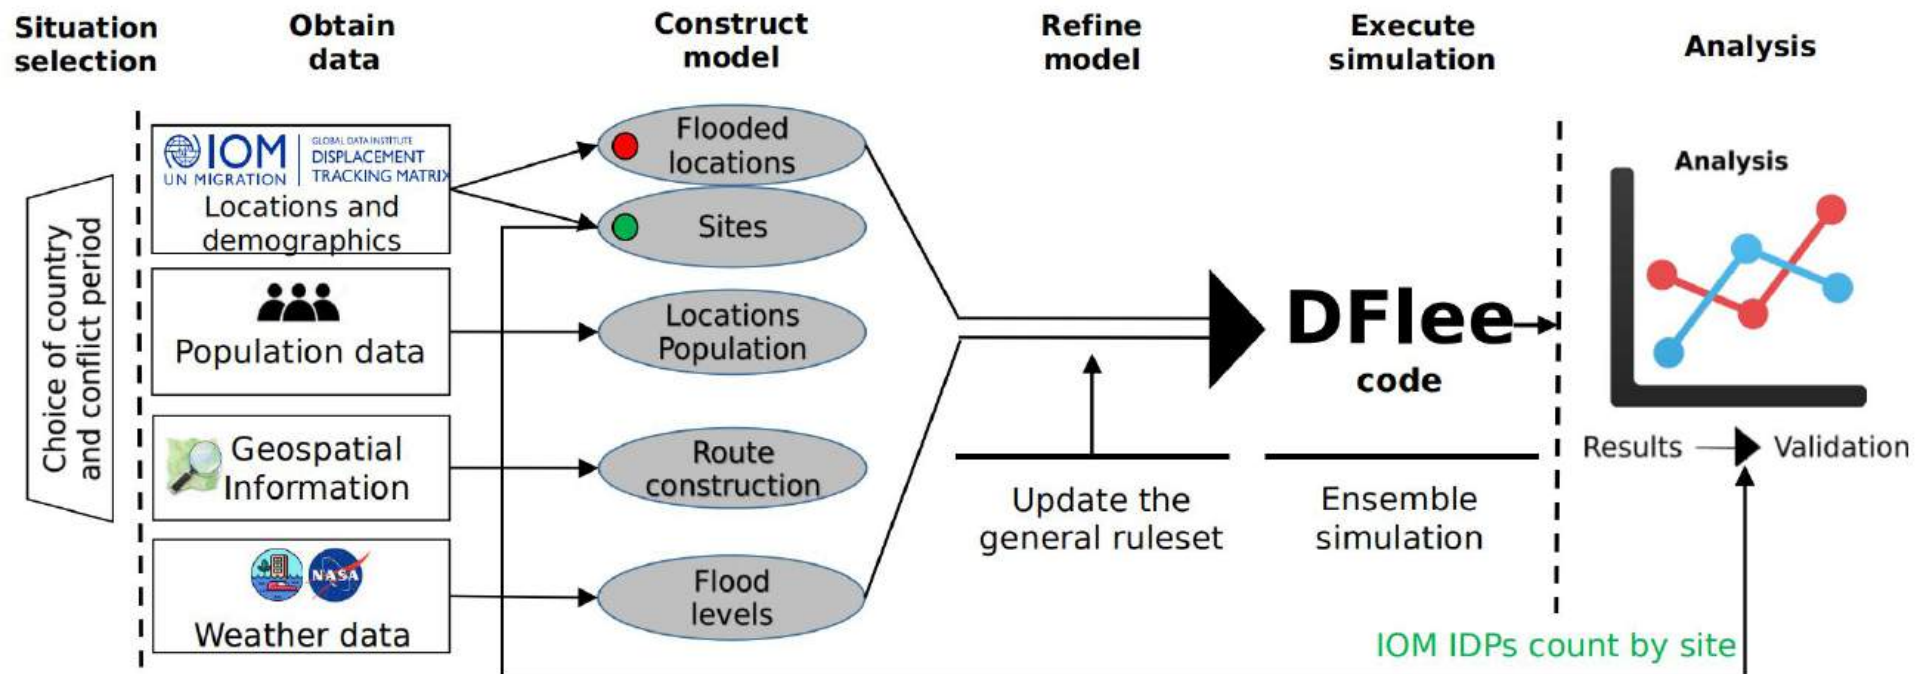 Situation
selection
Obtain
data
Construct
model
Refine
model
Execute
simulation
Analysis
Choice of country
and conflict period
IOM
UN MIGRATION
GLOBAL DATA INSTITUTE
DISPLACEMENT
TRACKING MATRIX
Locations and
demographics
Population data
Geospatial
Information
NASA
Weather data
Flooded
locations
Sites
Locations
Population
Route
construction
Flood
levels
Update the
general ruleset
DFlee
code
Ensemble
simulation
Analysis
Results
Validation
IOM IDPs count by site